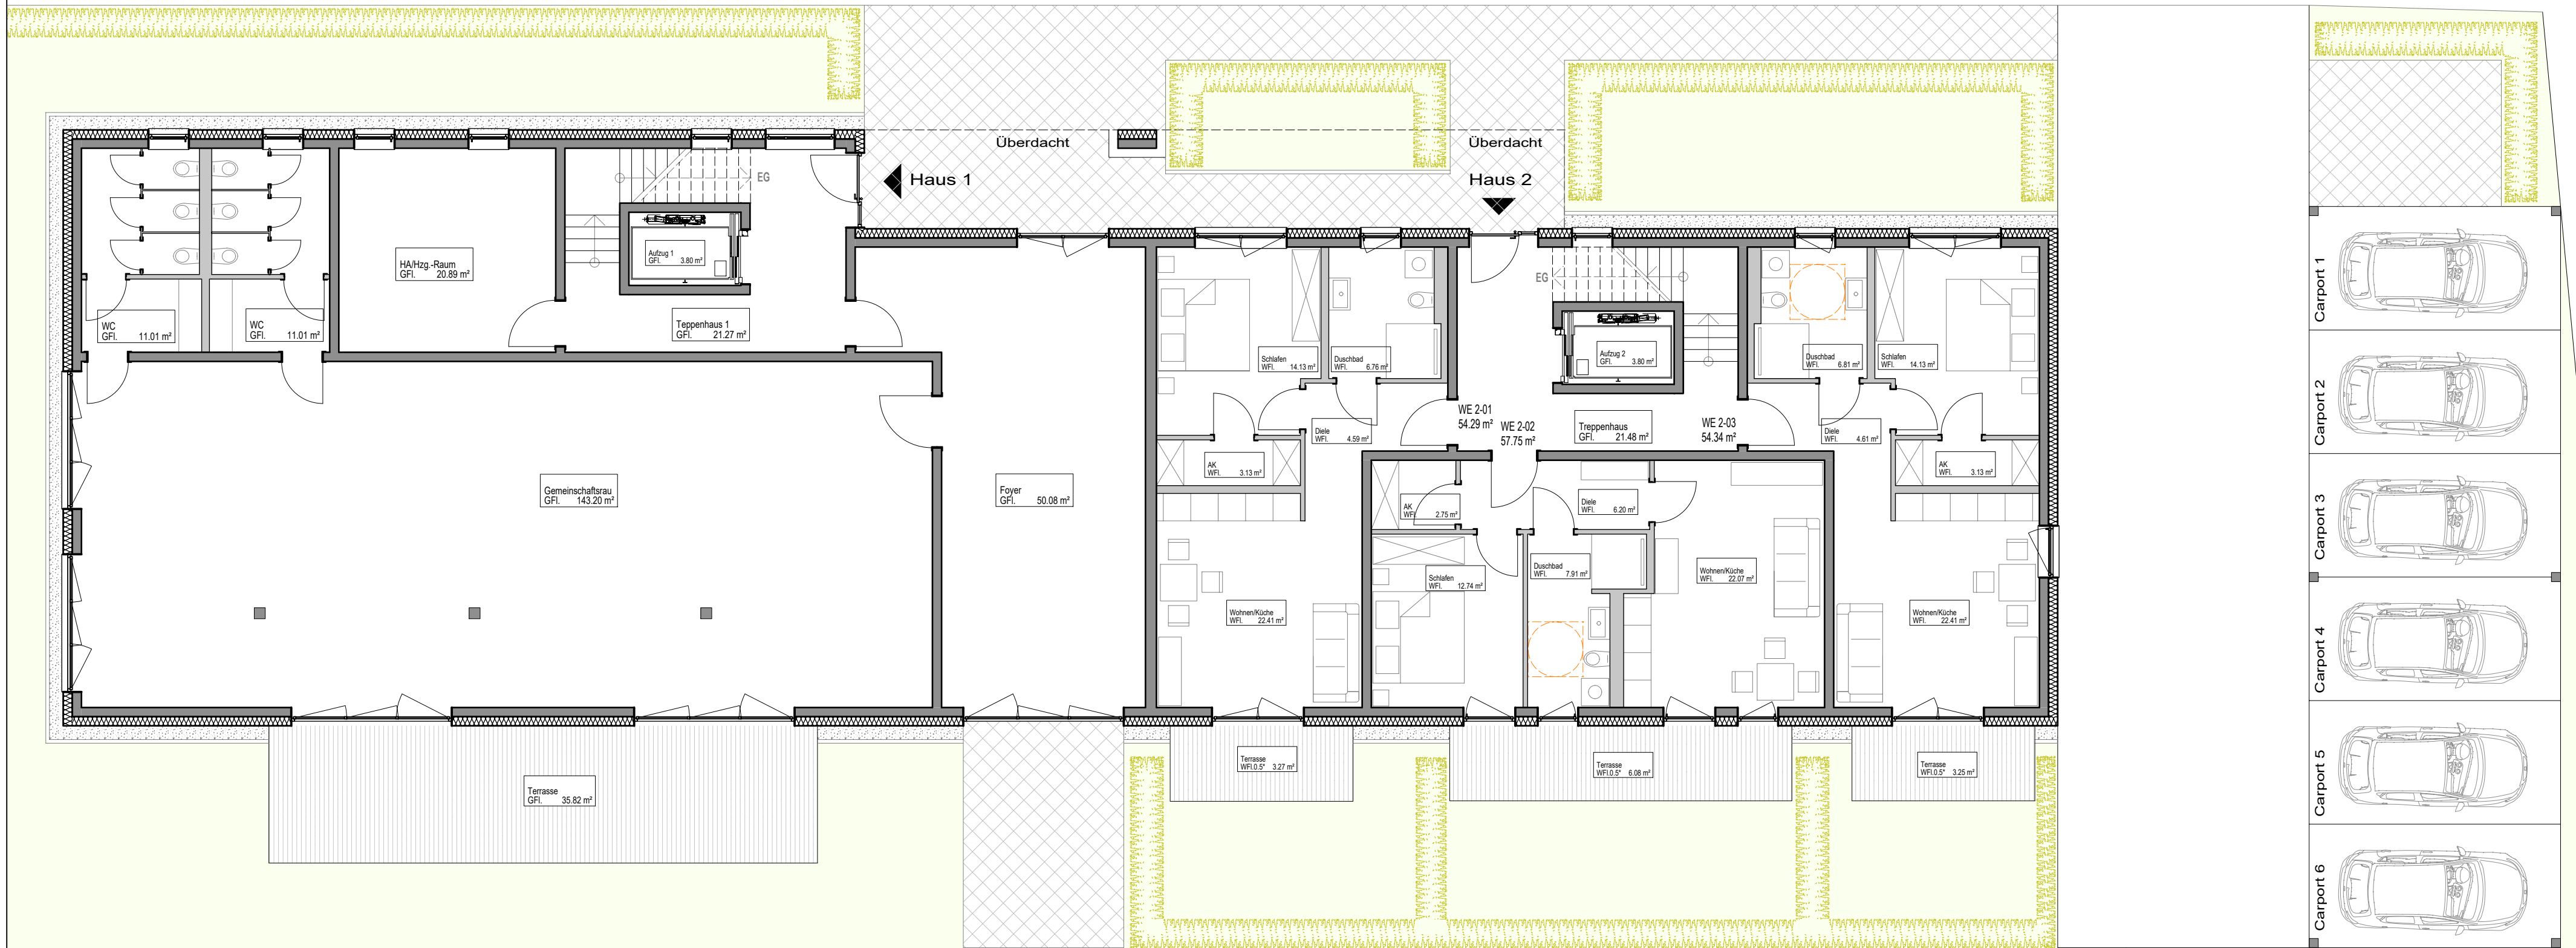 Überdacht
Überdacht
Haus 1
Haus 2
EG
EG
Aufzug 1
GFl. 3.80 m²
HA/Hzg.-Raum
GFl. 20.89 m²
WC
GFl. 11.01 m²
WC
GFl. 11.01 m²
Teppenhaus 1
GFl. 21.27 m²
Schlafen
WFl. 14.13 m²
Duschbad
WFl. 6.76 m²
Aufzug 2
GFl. 3.80 m²
Duschbad
WFl. 6.81 m²
Schlafen
WFl. 14.13 m²
Diele
WFl. 4.59 m²
WE 2-01
54.29 m²
WE 2-02
57.75 m²
Treppenhaus
GFl. 21.48 m²
WE 2-03
54.34 m²
Diele
WFl. 4.61 m²
AK
WFl. 3.13 m²
AK
WFl. 3.13 m²
Gemeinschaftsrau
GFl. 143.20 m²
Foyer
GFl. 50.08 m²
AK
WFl. 2.75 m²
Diele
WFl. 6.20 m²
Schlafen
WFl. 12.74 m²
Duschbad
WFl. 7.91 m²
Wohnen/Küche
WFl. 22.07 m²
Wohnen/Küche
WFl. 22.41 m²
Wohnen/Küche
WFl. 22.41 m²
Terrasse
GFl. 35.82 m²
Terrasse
WFl.0.5* 3.27 m²
Terrasse
WFl.0.5* 6.08 m²
Terrasse
WFl.0.5* 3.25 m²
Carport 1
Carport 2
Carport 3
Carport 4
Carport 5
Carport 6